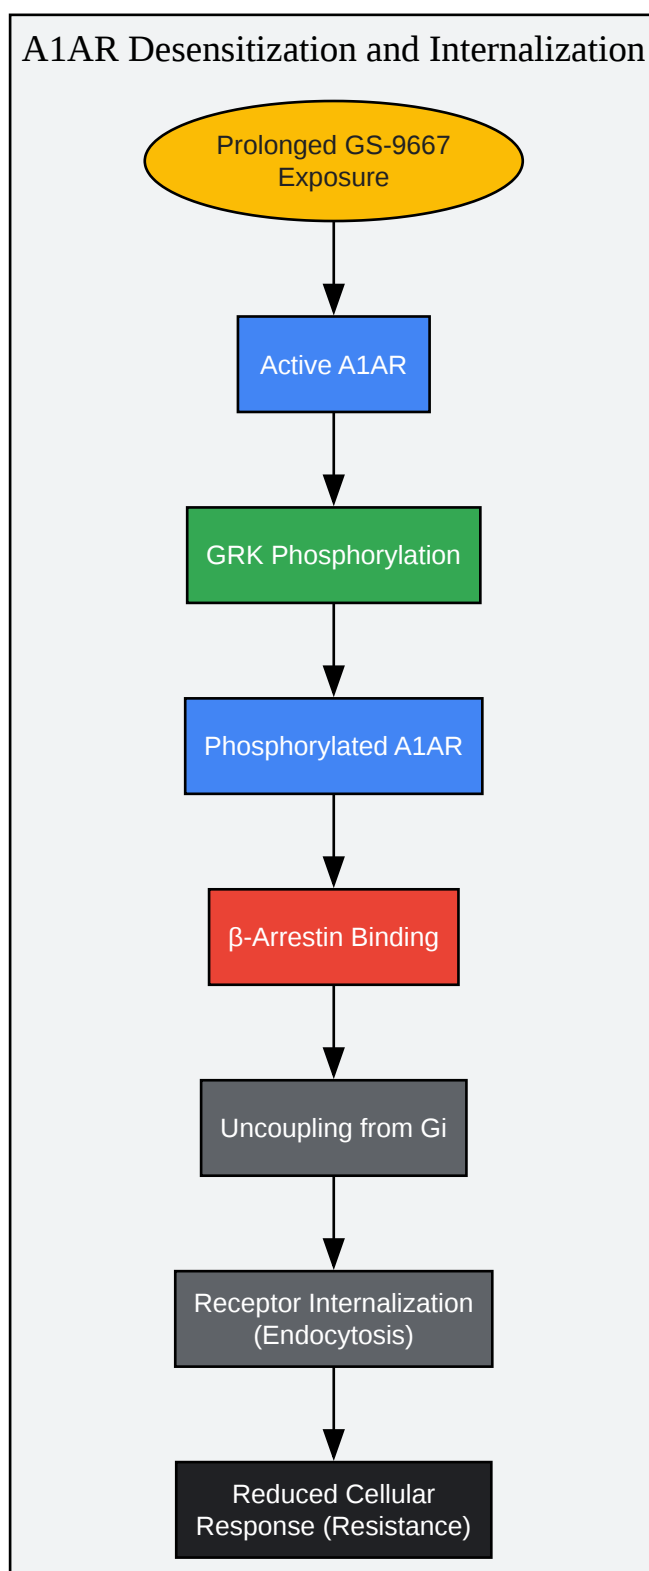 A1AR Desensitization and Internalization
Prolonged GS-9667
Exposure
Active A1AR
GRK Phosphorylation
Phosphorylated A1AR
β-Arrestin Binding
Uncoupling from Gi
Receptor Internalization
(Endocytosis)
Reduced Cellular
Response (Resistance)